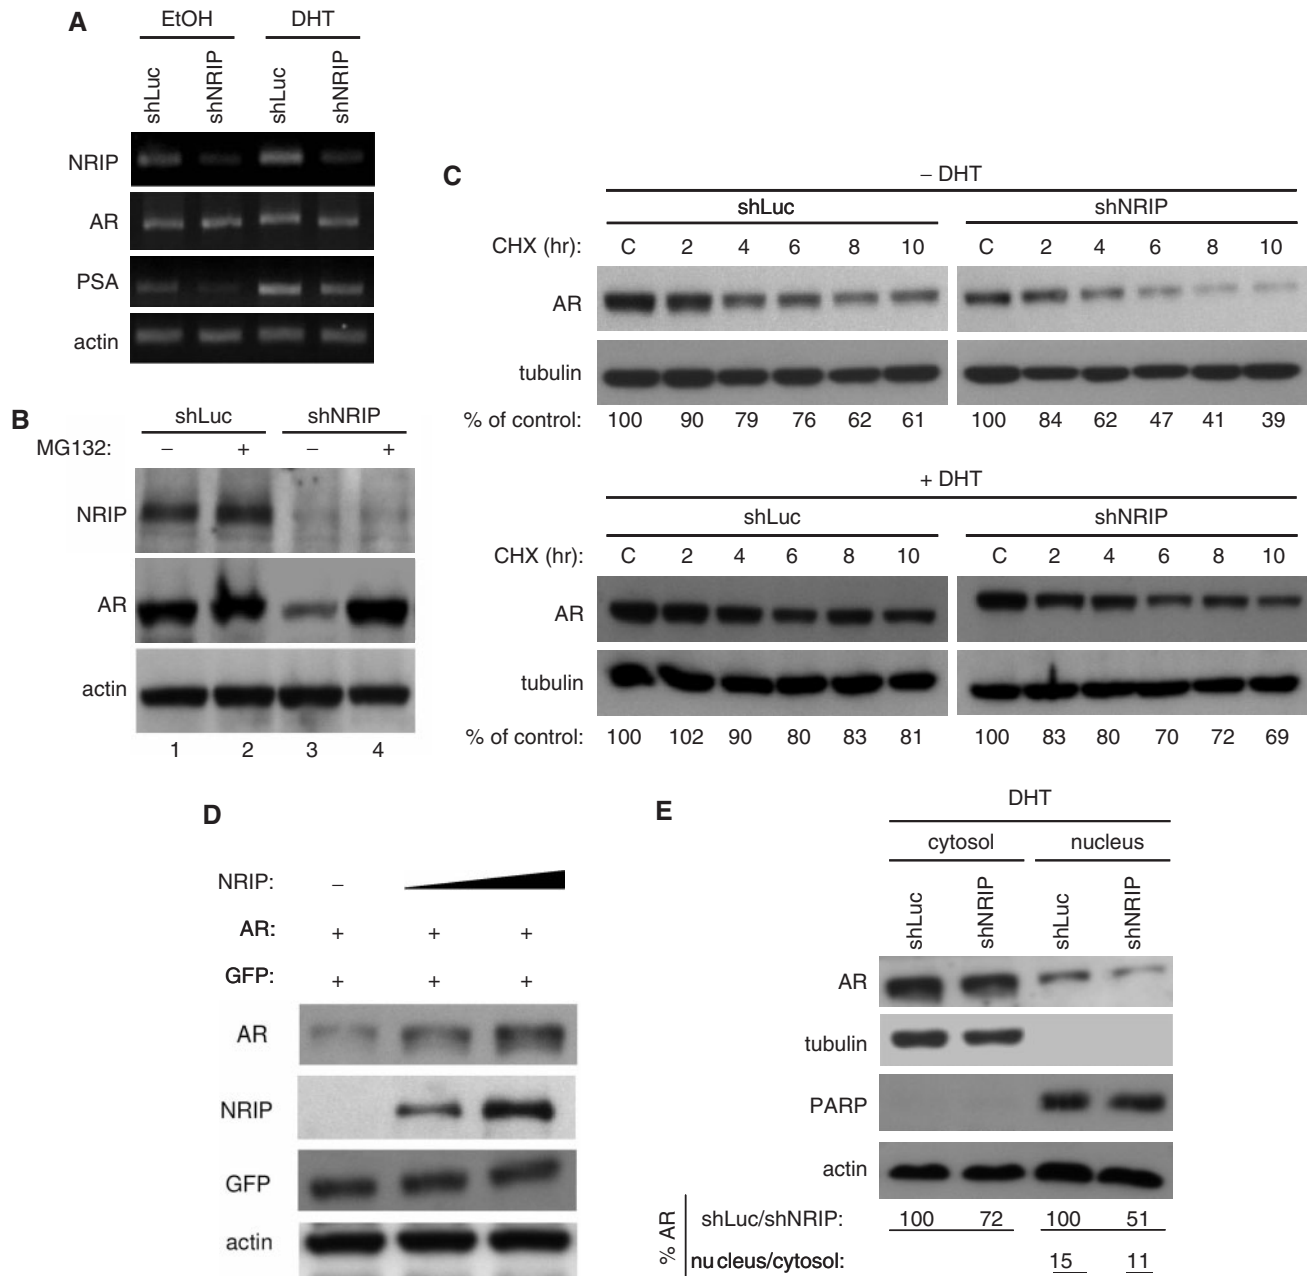 A
EtOH DHT
shLuc shNRIP shLuc shNRIP
NRIP
AR
PSA
actin
B
shLuc shNRIP
MG132: – + – +
NRIP
AR
actin
1 2 3 4
C
– DHT
shLuc shNRIP
CHX (hr): C 2 4 6 8 10 C 2 4 6 8 10
AR
tubulin
% of control: 100 90 79 76 62 61 100 84 62 47 41 39
+ DHT
shLuc shNRIP
CHX (hr): C 2 4 6 8 10 C 2 4 6 8 10
AR
tubulin
% of control: 100 102 90 80 83 81 100 83 80 70 72 69
D
NRIP: –
AR: + + +
GFP: + + +
AR
NRIP
GFP
actin
E
DHT
cytosol nucleus
shLuc shNRIP shLuc shNRIP
AR
tubulin
PARP
actin
% AR
shLuc/shNRIP: 100 72 100 51
nucleus/cytosol: 15 11